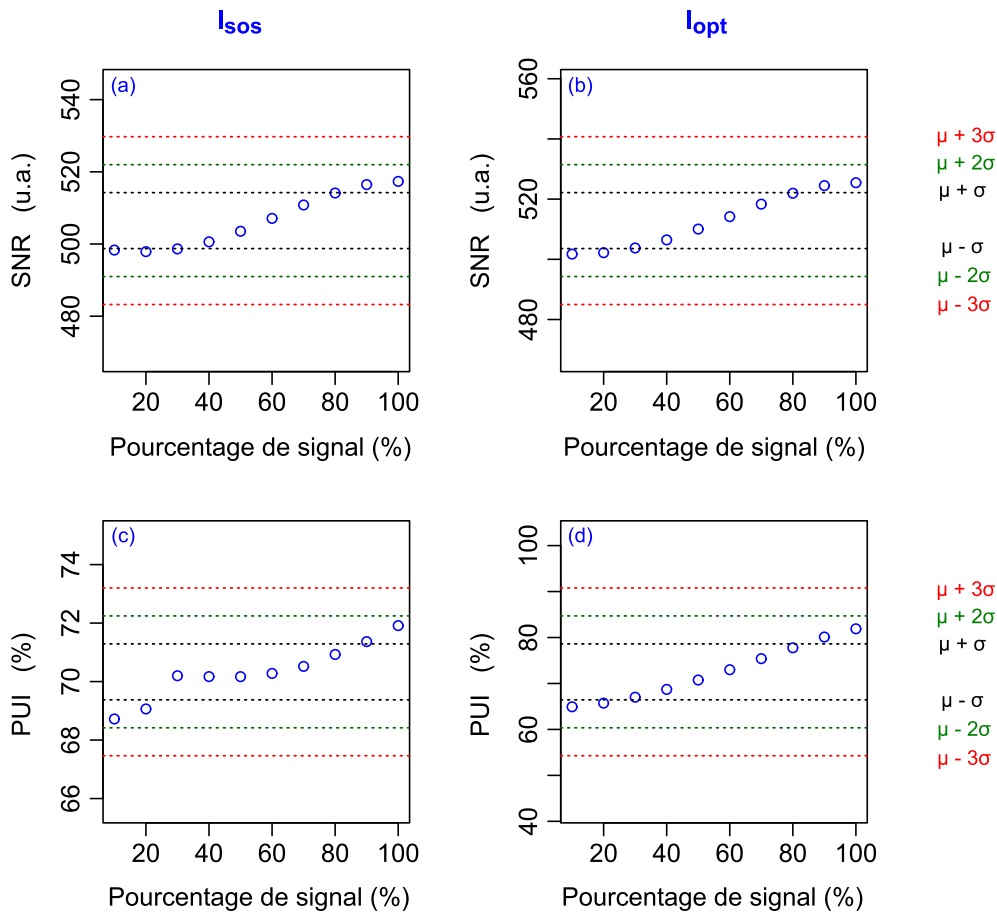 I_sos
I_opt
(a)
540
520
500
480
SNR (u.a.)
20 40 60 80 100
Pourcentage de signal (%)
(b)
560
520
480
SNR (u.a.)
20 40 60 80 100
Pourcentage de signal (%)
µ + 3σ
µ + 2σ
µ + σ
µ - σ
µ - 2σ
µ - 3σ
(c)
74
72
70
68
66
PUI (%)
20 40 60 80 100
Pourcentage de signal (%)
(d)
100
80
60
40
PUI (%)
20 40 60 80 100
Pourcentage de signal (%)
µ + 3σ
µ + 2σ
µ + σ
µ - σ
µ - 2σ
µ - 3σ